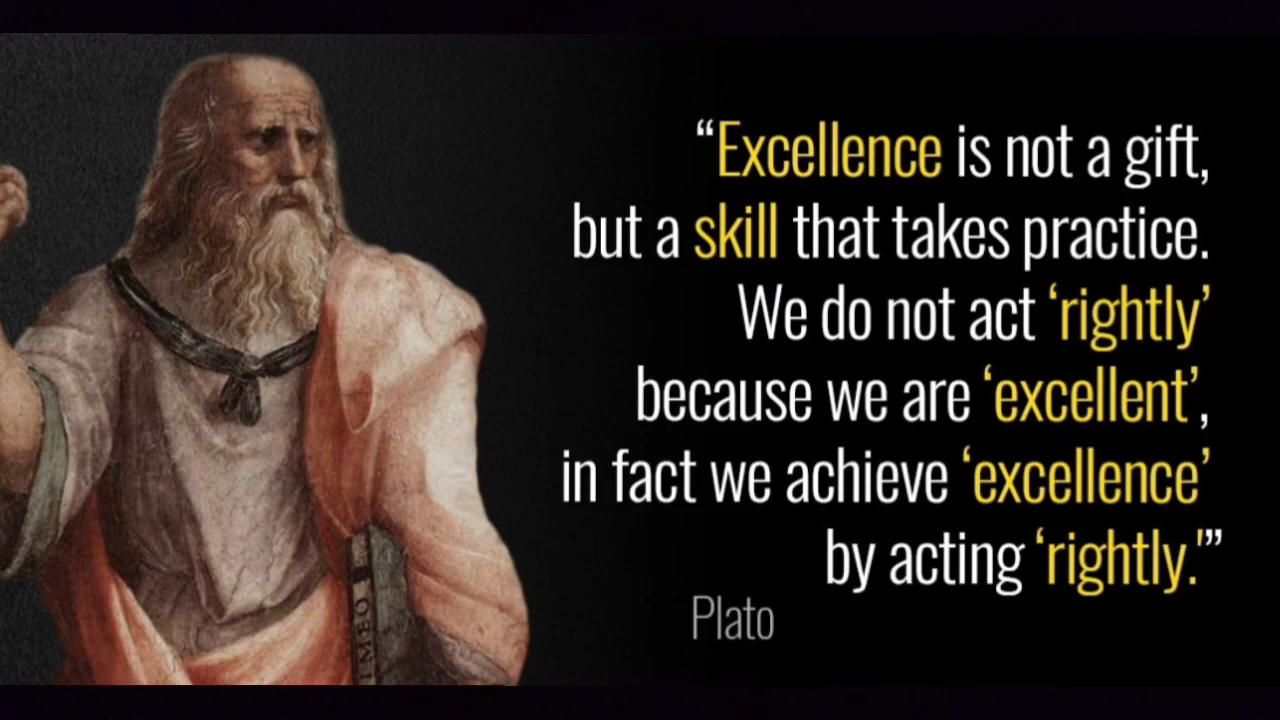 “Excellence is not a gift,
but a skill that takes practice.
We do not act ‘rightly’
because we are ‘excellent’,
in fact we achieve ‘excellence’
by acting ‘rightly.'”
Plato
IMEO